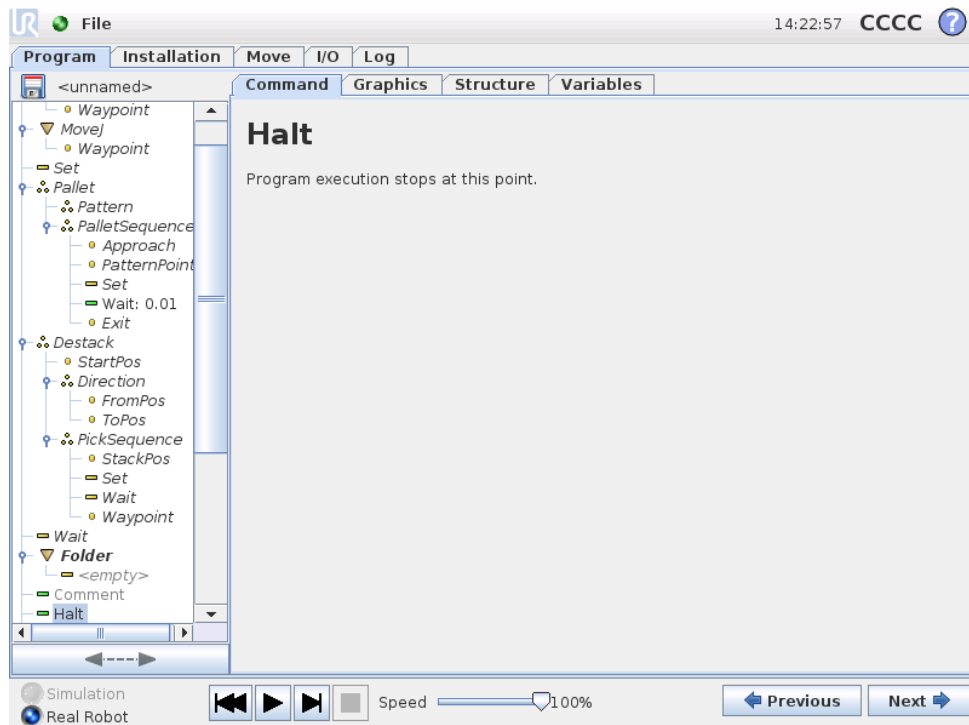 UR File 14:22:57 CCCC ?
Program Installation Move I/O Log
<unnamed> Command Graphics Structure Variables
Waypoint
MoveJ
Waypoint
Set
Pallet
Pattern
PalletSequence
Approach
PatternPoint
Set
Wait: 0.01
Exit
Destack
StartPos
Direction
FromPos
ToPos
PickSequence
StackPos
Set
Wait
Waypoint
Wait
Folder
<empty>
Comment
Halt
Halt
Program execution stops at this point.
Simulation
Real Robot
Speed 100%
Previous Next